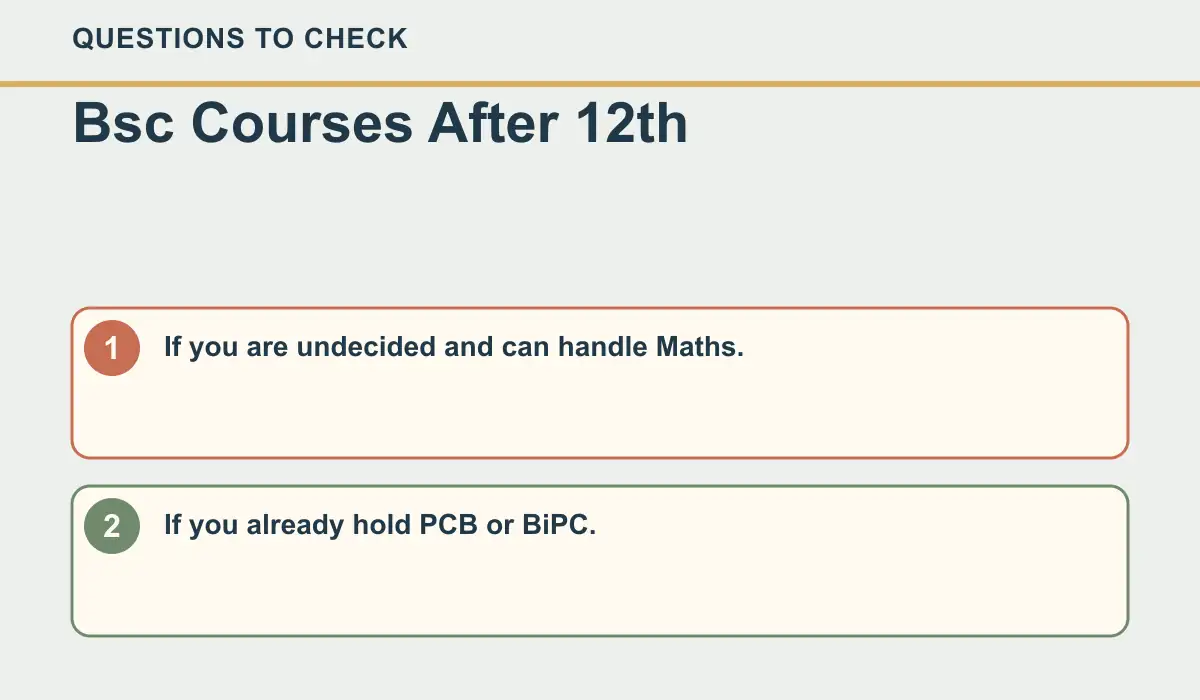 QUESTIONS TO CHECK
Bsc Courses After 12th
1 If you are undecided and can handle Maths.
2 If you already hold PCB or BiPC.